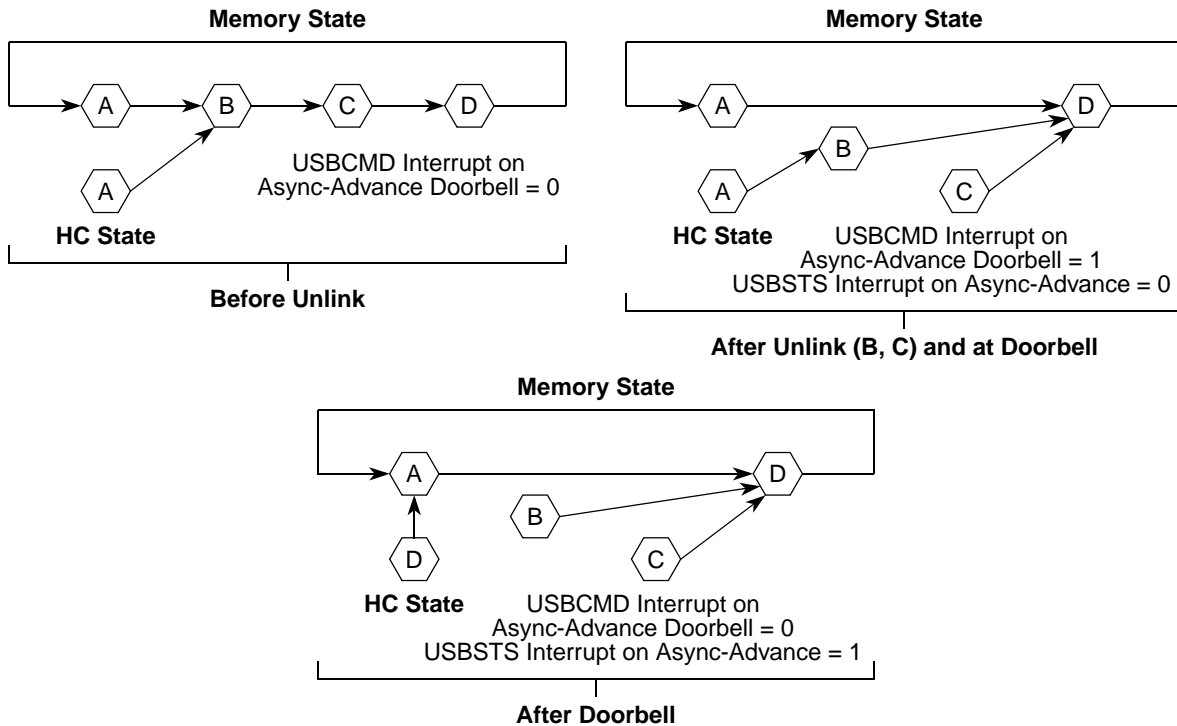 Memory State
A
B
C
D
A
HC State
USBCMD Interrupt on
Async-Advance Doorbell = 0
Before Unlink
Memory State
A
D
B
A
C
HC State
USBCMD Interrupt on
Async-Advance Doorbell = 1
USBSTS Interrupt on Async-Advance = 0
After Unlink (B, C) and at Doorbell
Memory State
A
D
B
D
C
HC State
USBCMD Interrupt on
Async-Advance Doorbell = 0
USBSTS Interrupt on Async-Advance = 1
After Doorbell